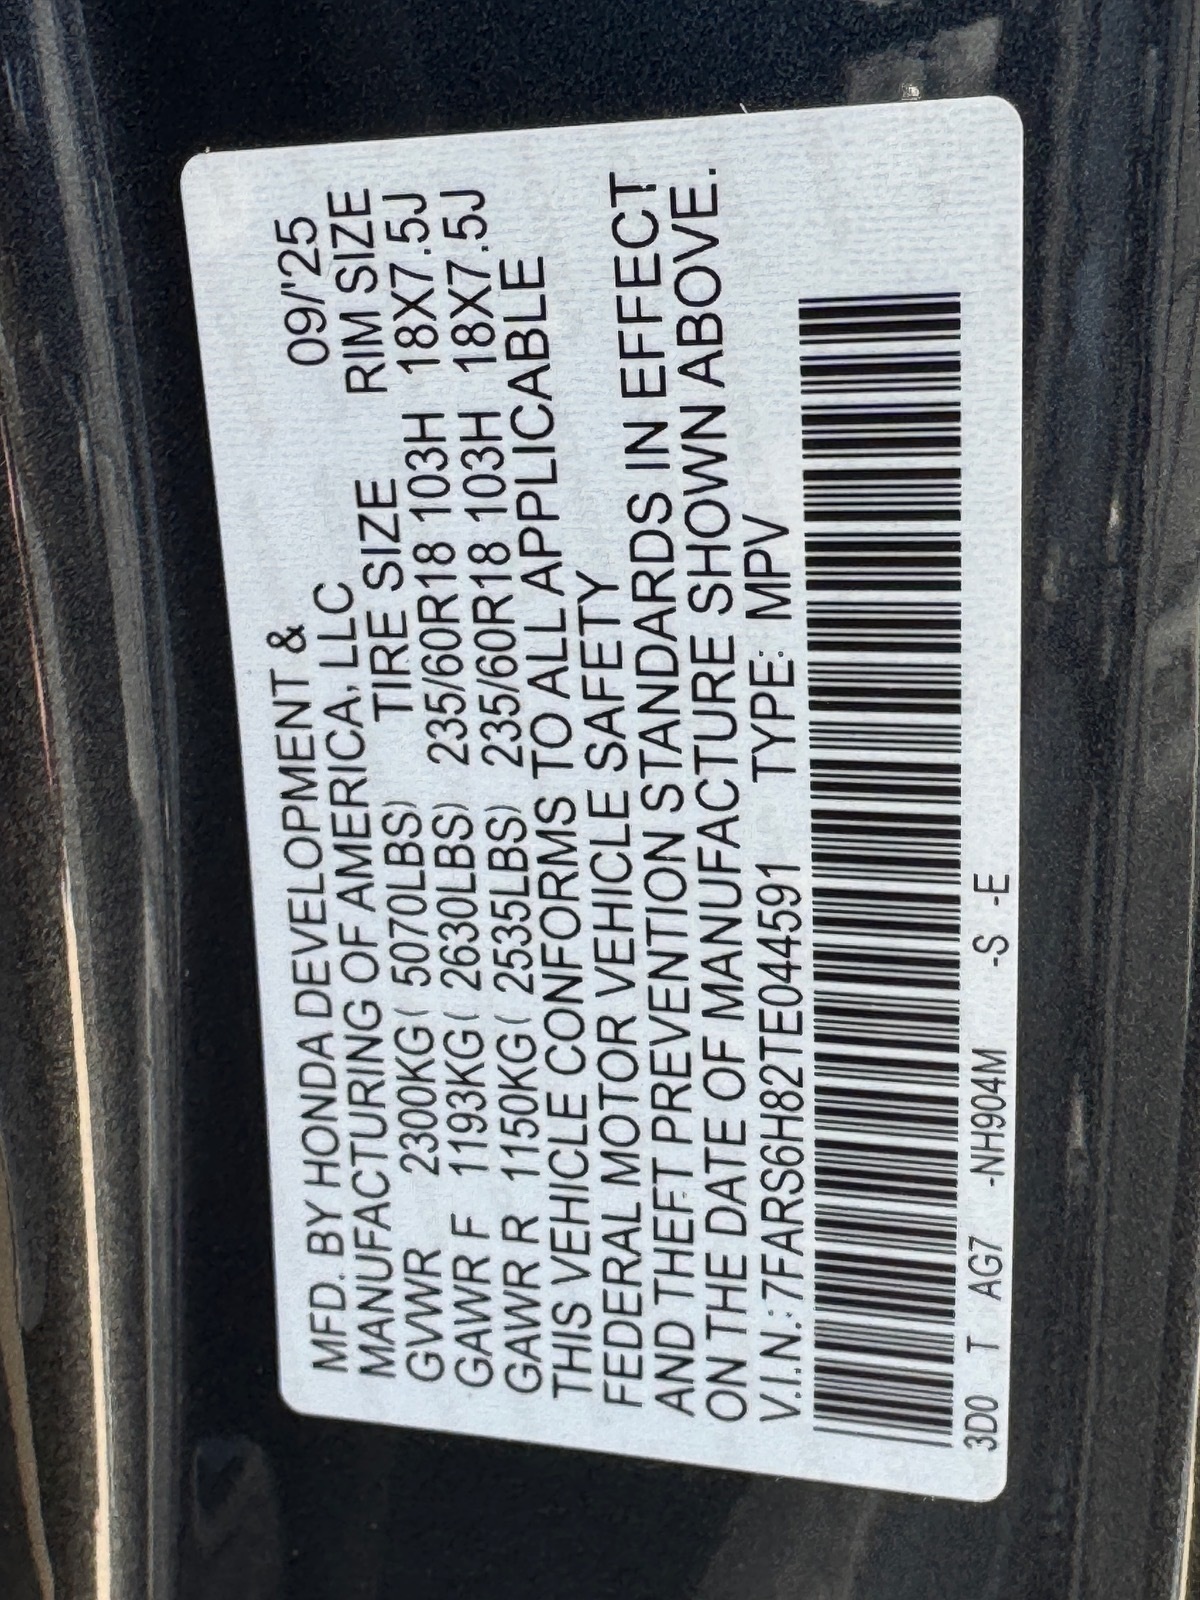 MFD. BY HONDA DEVELOPMENT & 09/'25
MANUFACTURING OF AMERICA, LLC
TIRE SIZE RIM SIZE
GVWR 2300KG( 5070LBS)
GAWR F 1193KG( 2630LBS) 235/60R18 103H 18X7.5J
GAWR R 1150KG( 2535LBS) 235/60R18 103H 18X7.5J
THIS VEHICLE CONFORMS TO ALL APPLICABLE
FEDERAL MOTOR VEHICLE SAFETY
AND THEFT PREVENTION STANDARDS IN EFFECT
ON THE DATE OF MANUFACTURE SHOWN ABOVE.
V.I.N.:7FARS6H82TE044591 TYPE: MPV
3D0 T AG7 -NH904M -S -E